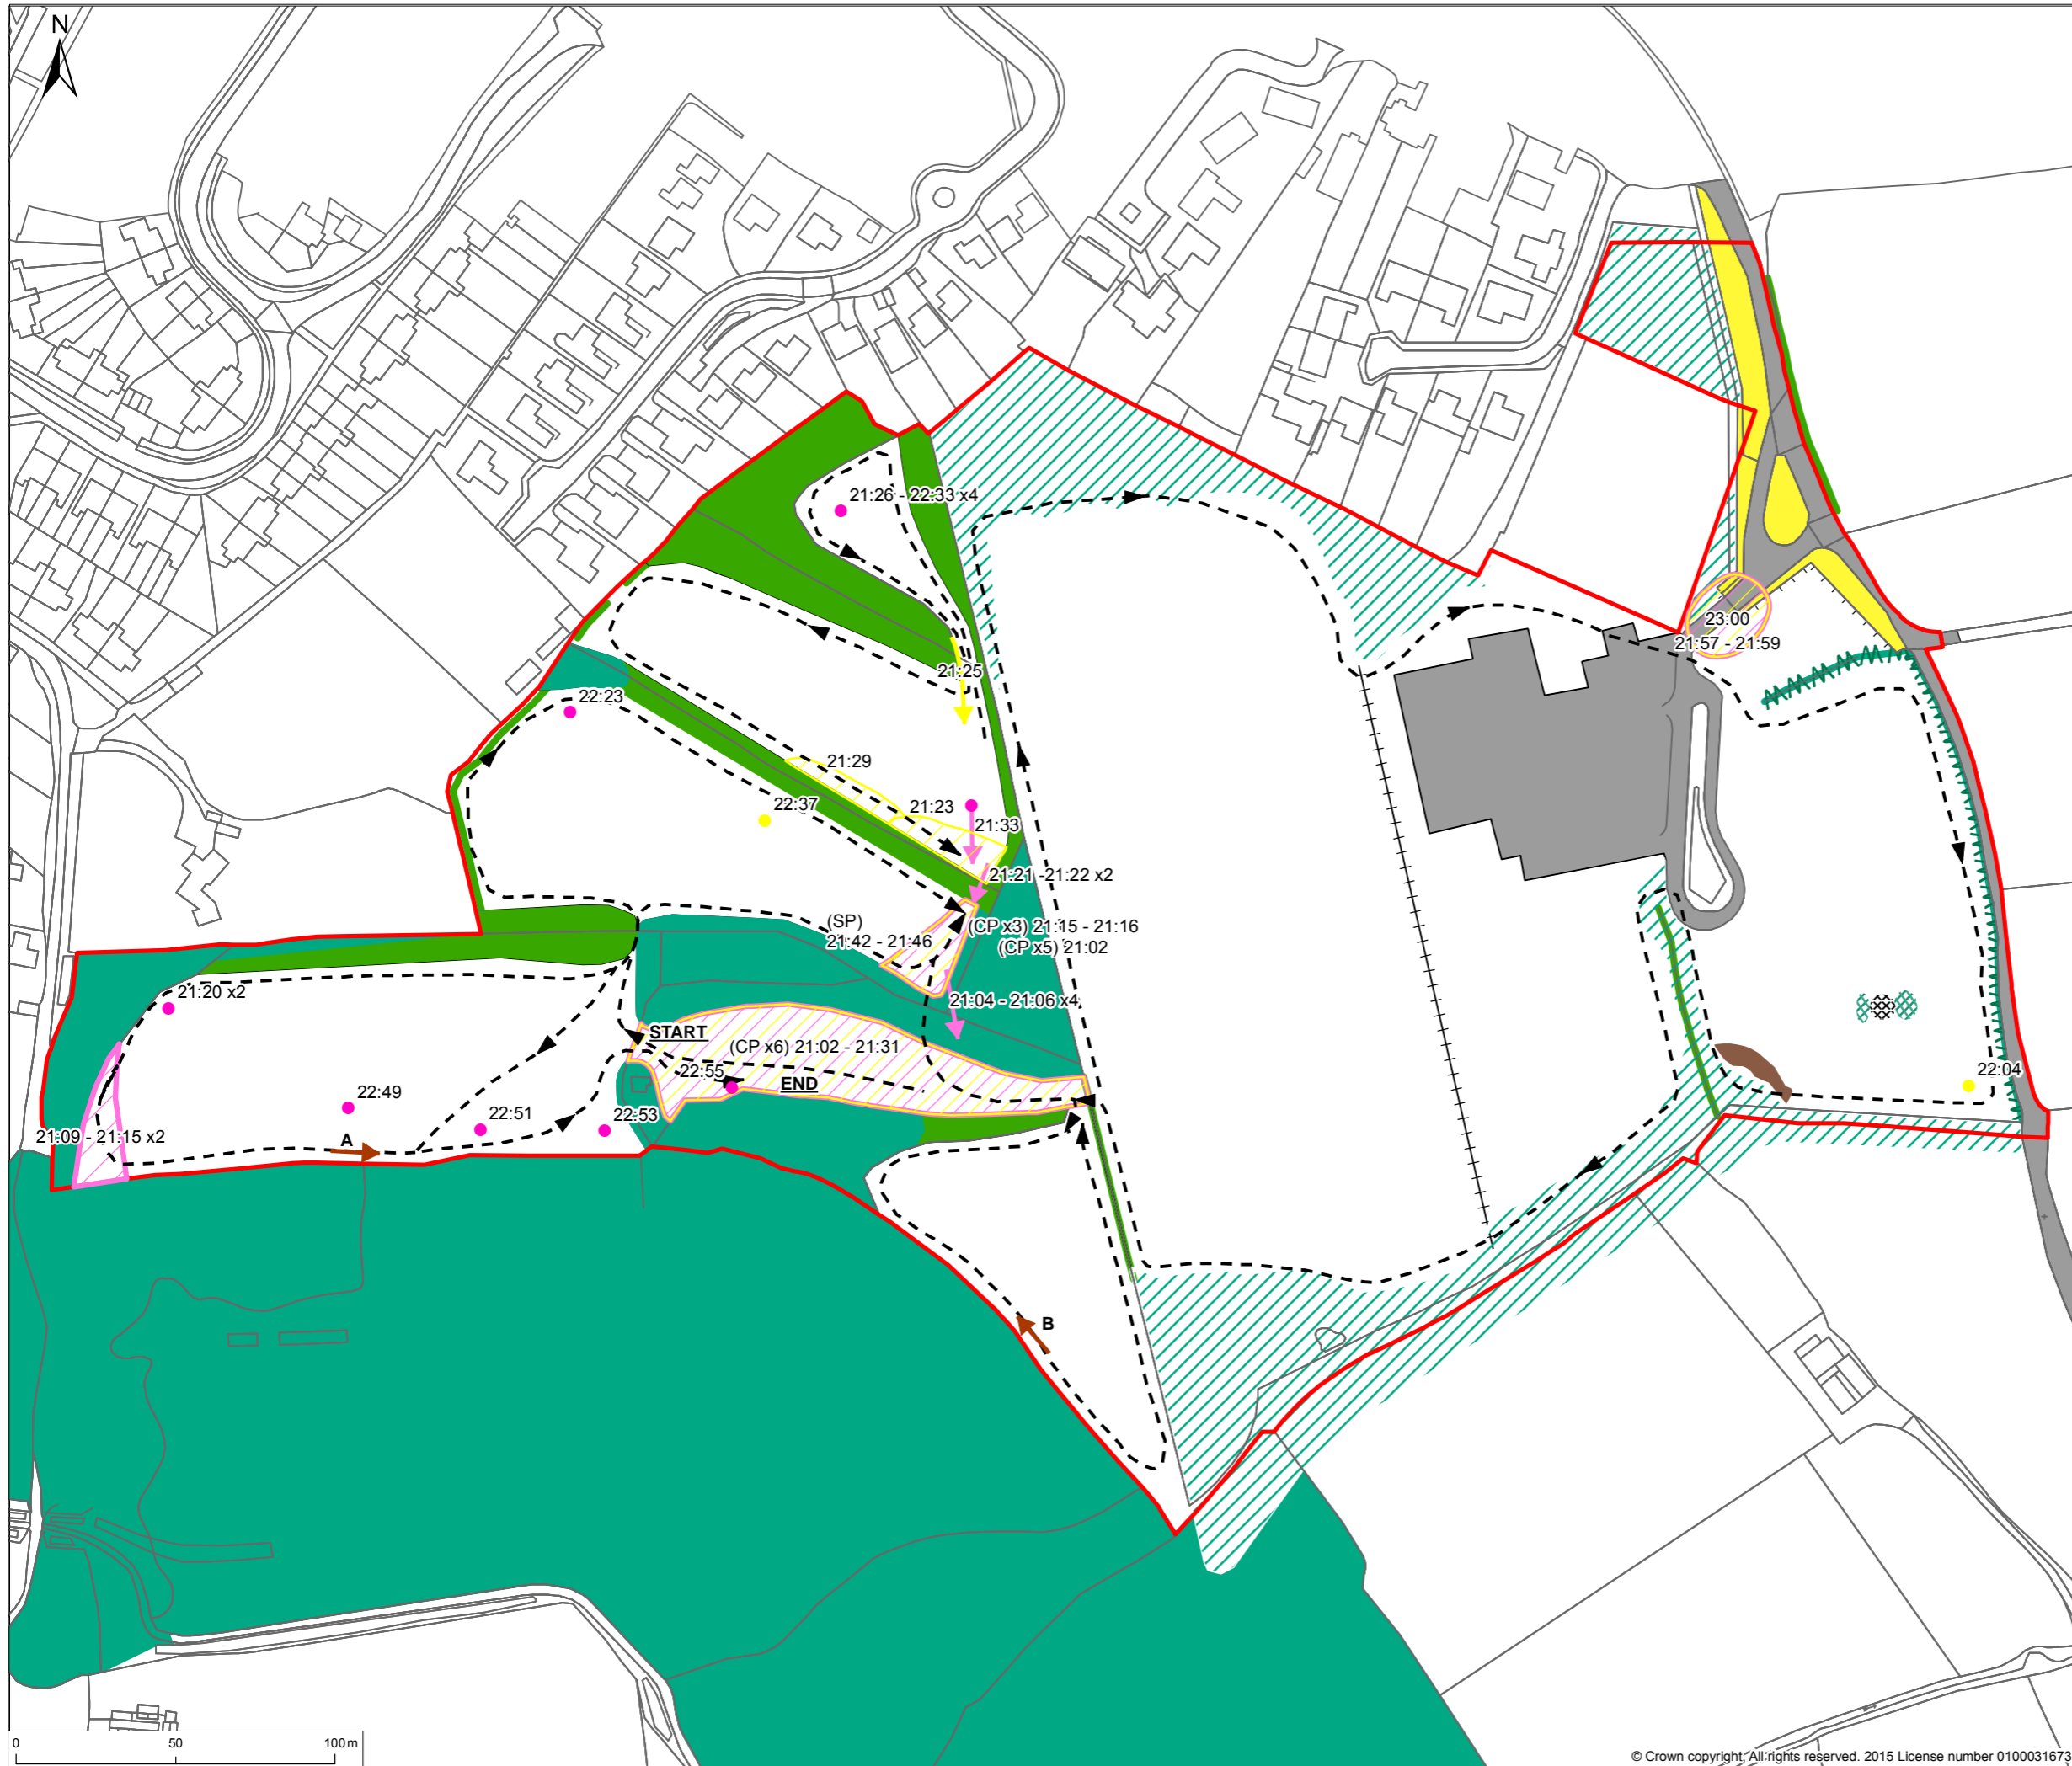 N
21:26 - 22:33 x4
23:00
21:57 - 21:59
21:25
22:23
21:29
22:37
21:23
21:33
21:21 -21:22 x2
(SP)
21:42 - 21:46
(CP x3) 21:15 - 21:16
(CP x5) 21:02
21:20 x2
21:04 - 21:06 x4
START
(CP x6) 21:02 - 21:31
22:55
END
22:04
22:49
22:51
22:53
21:09 - 21:15 x2
A
B
0 50 100m
© Crown copyright, All rights reserved. 2015 License number 0100031673